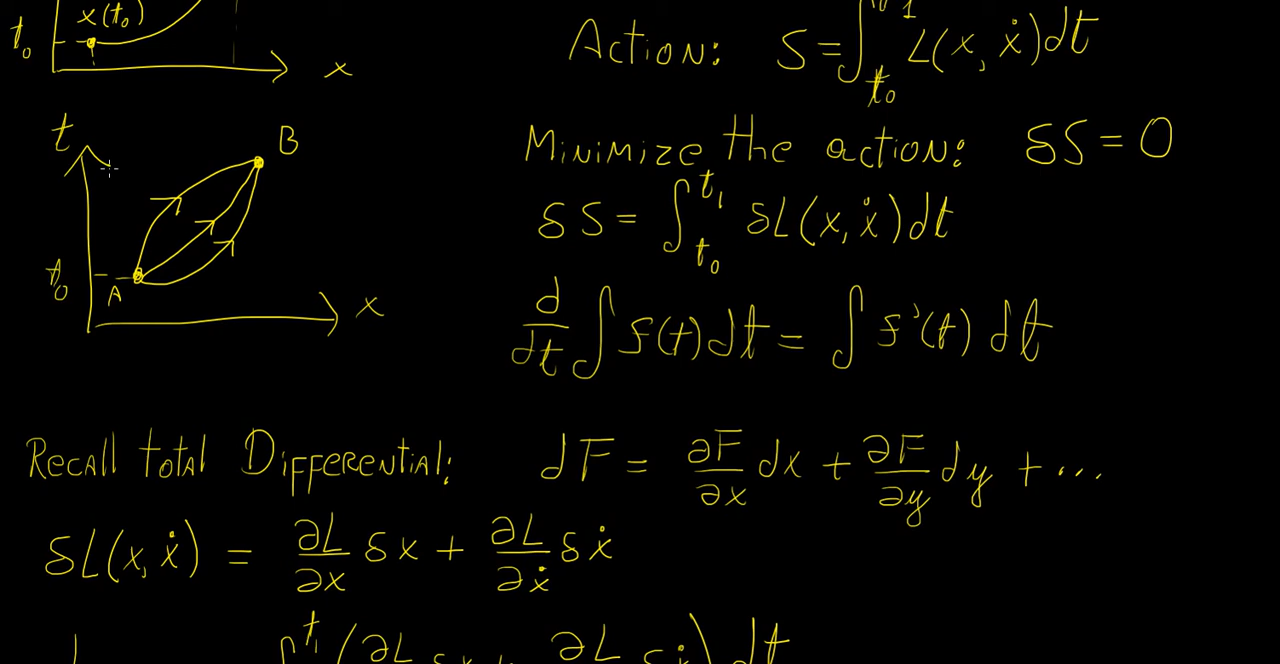 x(t₀)
t₀
x
Action: S = ∫_{t₀}^{t₁} L(x, ẋ)dt
t
B
t₀
A
x
Minimize the action: δS = 0
δS = ∫_{t₀}^{t₁} δL(x, ẋ)dt
d/dt ∫ f(t)dt = ∫ f'(t) dt
Recall total Differential: dF = ∂F/∂x dx + ∂F/∂y dy + ...
δL(x, ẋ) = ∂L/∂x δx + ∂L/∂ẋ δẋ